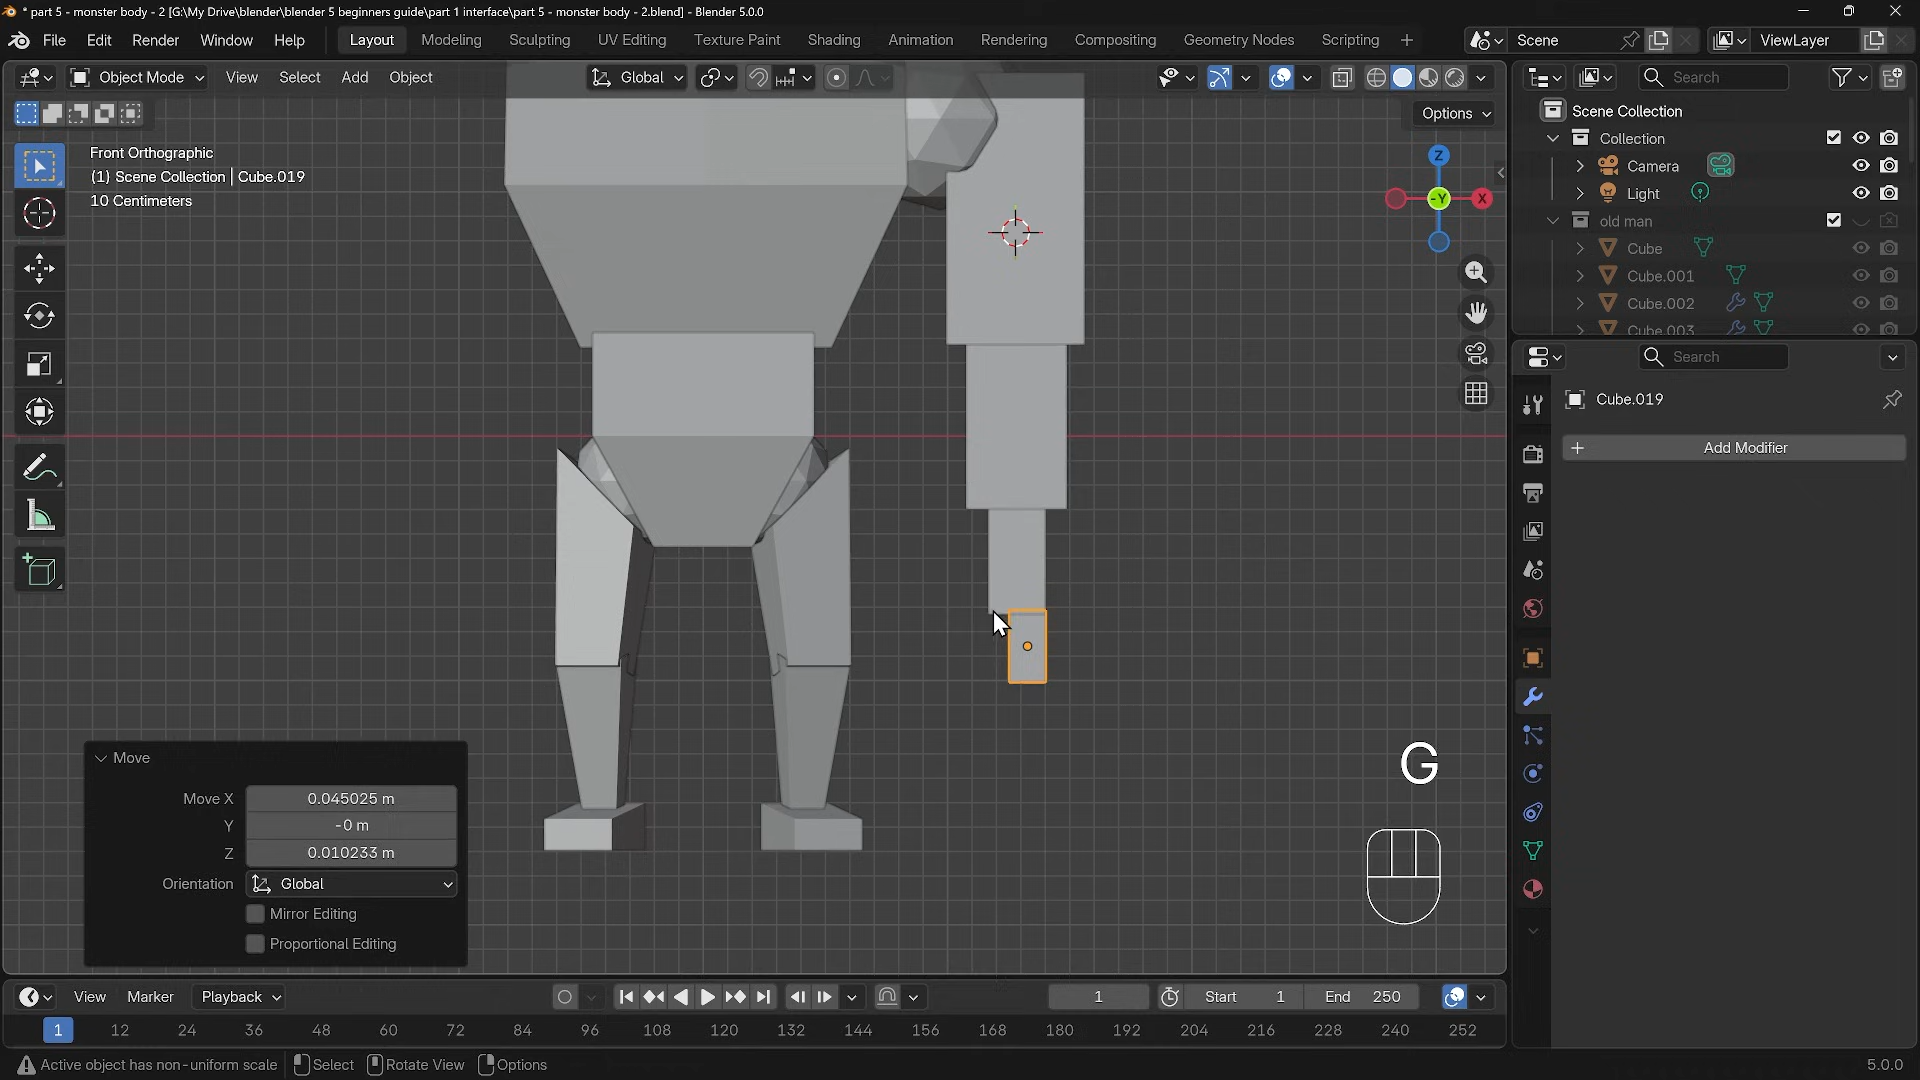 * part 5 - monster body - 2 [G:\My Drive\blender\blender 5 beginners guide\part 1 interface\part 5 - monster body - 2.blend] - Blender 5.0.0
File Edit Render Window Help Layout Modeling Sculpting UV Editing Texture Paint Shading Animation Rendering Compositing Geometry Nodes Scripting + Scene ViewLayer
Object Mode View Select Add Object Global Search
Options
Front Orthographic
(1) Scene Collection | Cube.019
10 Centimeters
Z
-Y
X
Scene Collection
Collection
Camera
Light
old man
Cube
Cube.001
Cube.002
Cube.003
Search
Cube.019
+ Add Modifier
Move
Move X 0.045025 m
Y -0 m
Z 0.010233 m
Orientation Global
Mirror Editing
Proportional Editing
G
View Marker Playback 1 Start 1 End 250
1 12 24 36 48 60 72 84 96 108 120 132 144 156 168 180 192 204 216 228 240 252
Active object has non-uniform scale Select Rotate View Options 5.0.0